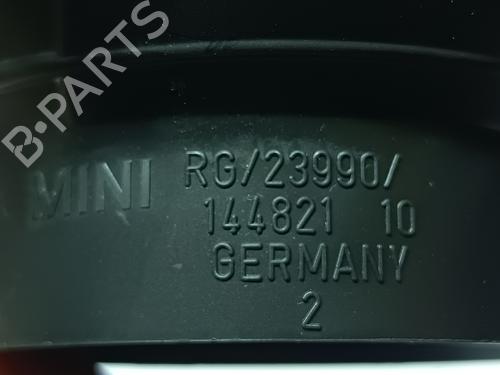 B-PARTS
MINI RG/23990/
144821 10
GERMANY
2